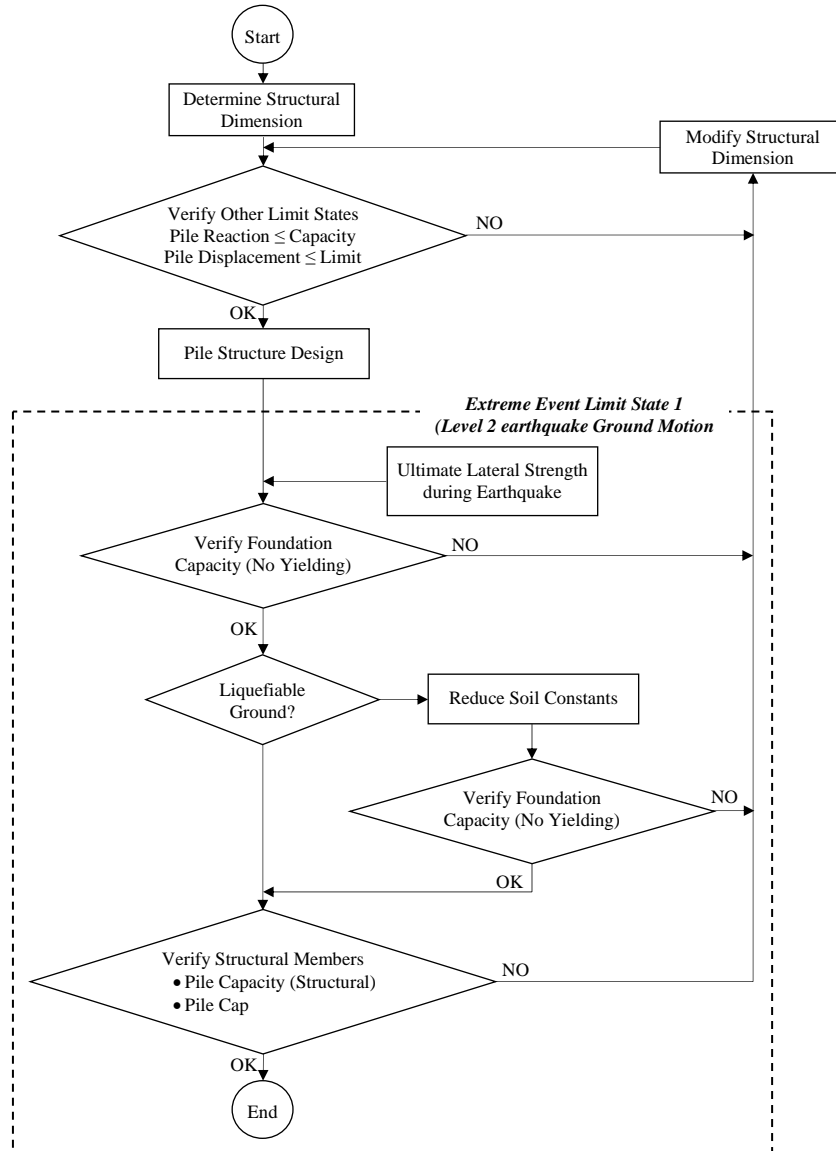 Start
Determine Structural
Dimension
Modify Structural
Dimension
Verify Other Limit States
Pile Reaction ≤ Capacity
Pile Displacement ≤ Limit
NO
OK
Pile Structure Design
Extreme Event Limit State 1
(Level 2 earthquake Ground Motion
Ultimate Lateral Strength
during Earthquake
Verify Foundation
Capacity (No Yielding)
NO
OK
Liquefiable
Ground?
Reduce Soil Constants
Verify Foundation
Capacity (No Yielding)
NO
OK
Verify Structural Members
• Pile Capacity (Structural)
• Pile Cap
NO
OK
End